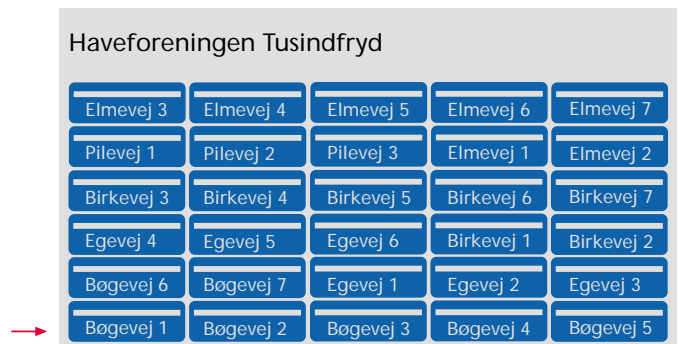 Haveforeningen Tusindfryd
Elmevej 3 Elmevej 4 Elmevej 5 Elmevej 6 Elmevej 7
Pilevej 1 Pilevej 2 Pilevej 3 Elmevej 1 Elmevej 2
Birkevej 3 Birkevej 4 Birkevej 5 Birkevej 6 Birkevej 7
Egevej 4 Egevej 5 Egevej 6 Birkevej 1 Birkevej 2
Bøgevej 6 Bøgevej 7 Egevej 1 Egevej 2 Egevej 3
Bøgevej 1 Bøgevej 2 Bøgevej 3 Bøgevej 4 Bøgevej 5